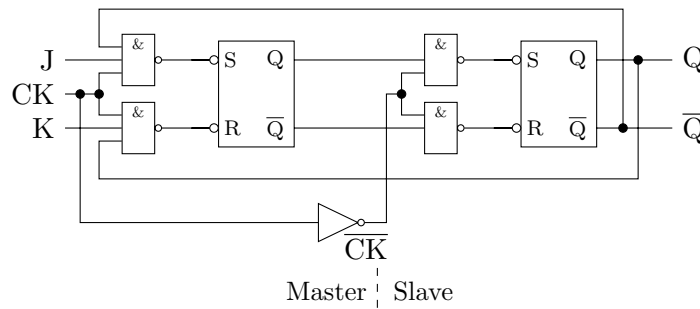 & &
J S Q Q̅ S Q Q
CK
& &
K R Q̅ R Q̅ Q̅
C̅K̅
Master Slave